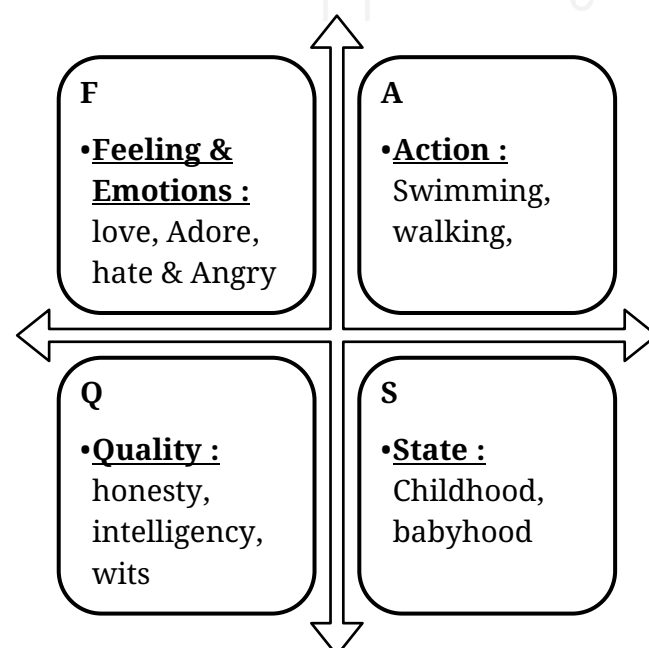 F
•Feeling &
Emotions :
love, Adore,
hate & Angry
A
•Action :
Swimming,
walking,
Q
•Quality :
honesty,
intelligency,
wits
S
•State :
Childhood,
babyhood